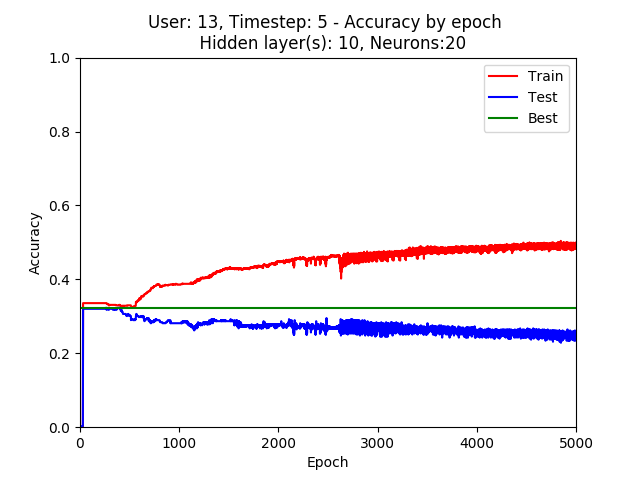 User: 13, Timestep: 5 - Accuracy by epoch
Hidden layer(s): 10, Neurons:20
1.0
0.8
0.6
0.4
0.2
0.0
Accuracy
Train
Test
Best
0
1000
2000
3000
4000
5000
Epoch